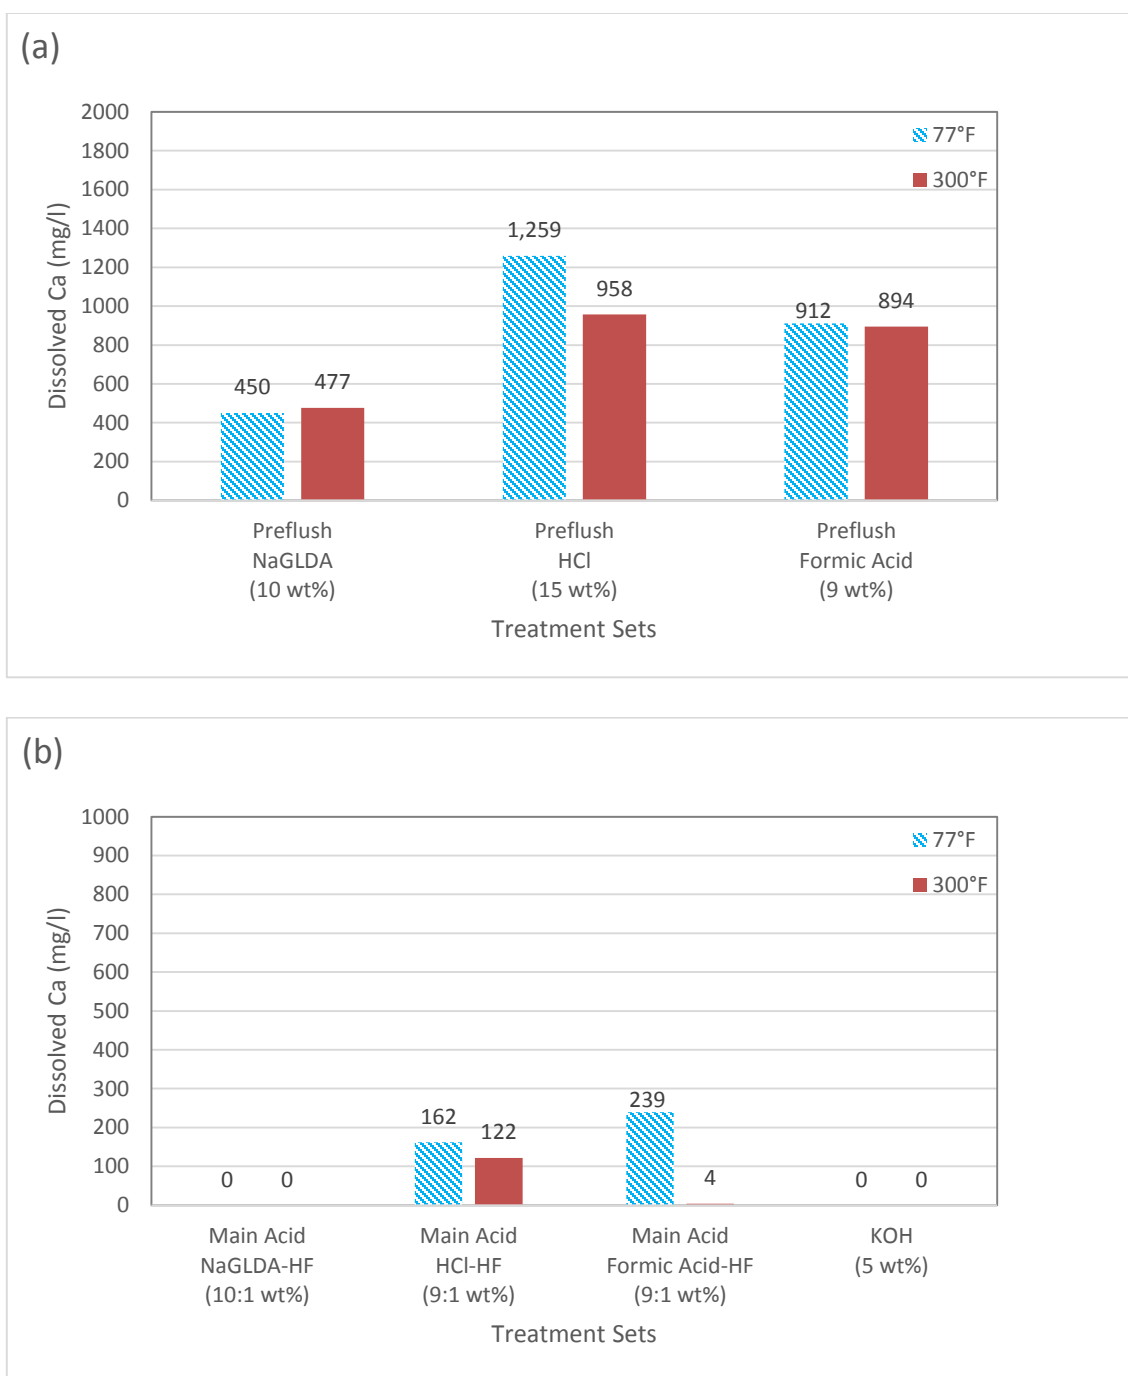 (a)
2000
1800
1600
1400
1200
1000
800
600
400
200
0
Dissolved Ca (mg/l)
77°F
300°F
450
477
1,259
958
912
894
Preflush
NaGLDA
(10 wt%)
Preflush
HCl
(15 wt%)
Preflush
Formic Acid
(9 wt%)
Treatment Sets
(b)
1000
900
800
700
600
500
400
300
200
100
0
Dissolved Ca (mg/l)
77°F
300°F
0
0
162
122
239
4
0
0
Main Acid
NaGLDA-HF
(10:1 wt%)
Main Acid
HCl-HF
(9:1 wt%)
Main Acid
Formic Acid-HF
(9:1 wt%)
KOH
(5 wt%)
Treatment Sets